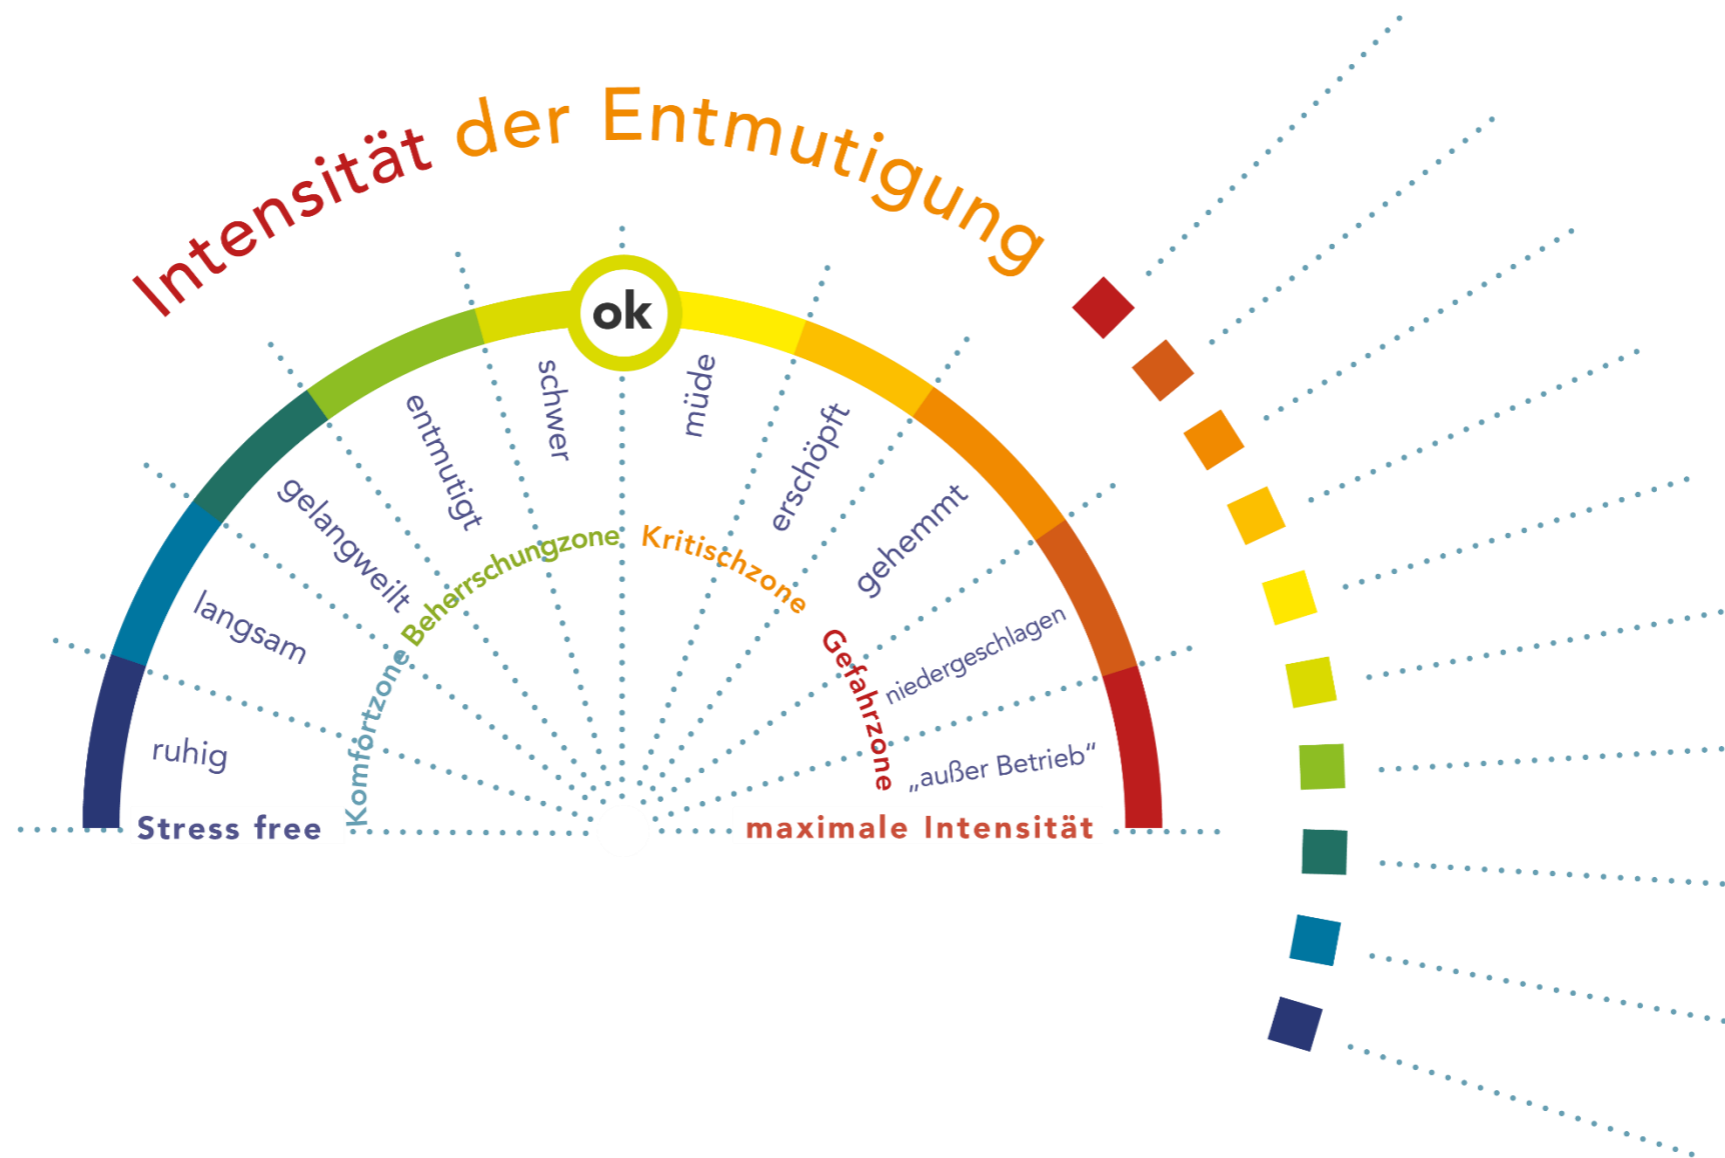 Intensität der Entmutigung
ok
ruhig
langsam
gelangweilt
entmutigt
schwer
müde
erschöpft
gehemmt
niedergeschlagen
„außer Betrieb“
Komfortzone
Beherrschungzone
Kritischzone
Gefahrzone
Stress free
maximale Intensität